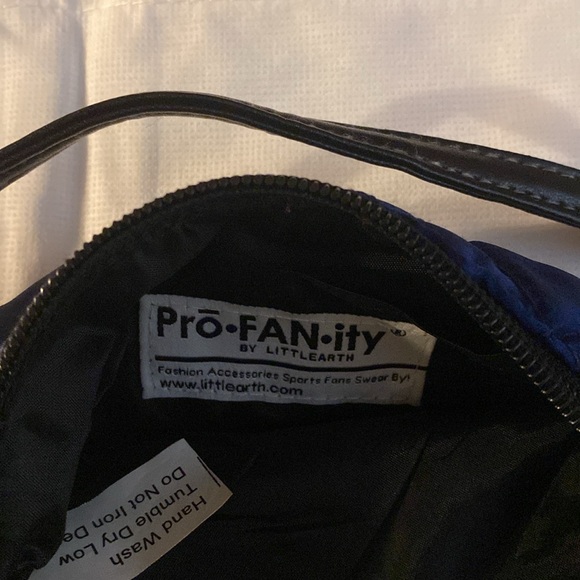 Prō•FAN•ity®
BY LITTLEARTH
Fashion Accessories Sports Fans Swear By!
www.littlearth.com
Hand Wash
Tumble Dry Low
Do Not Iron De